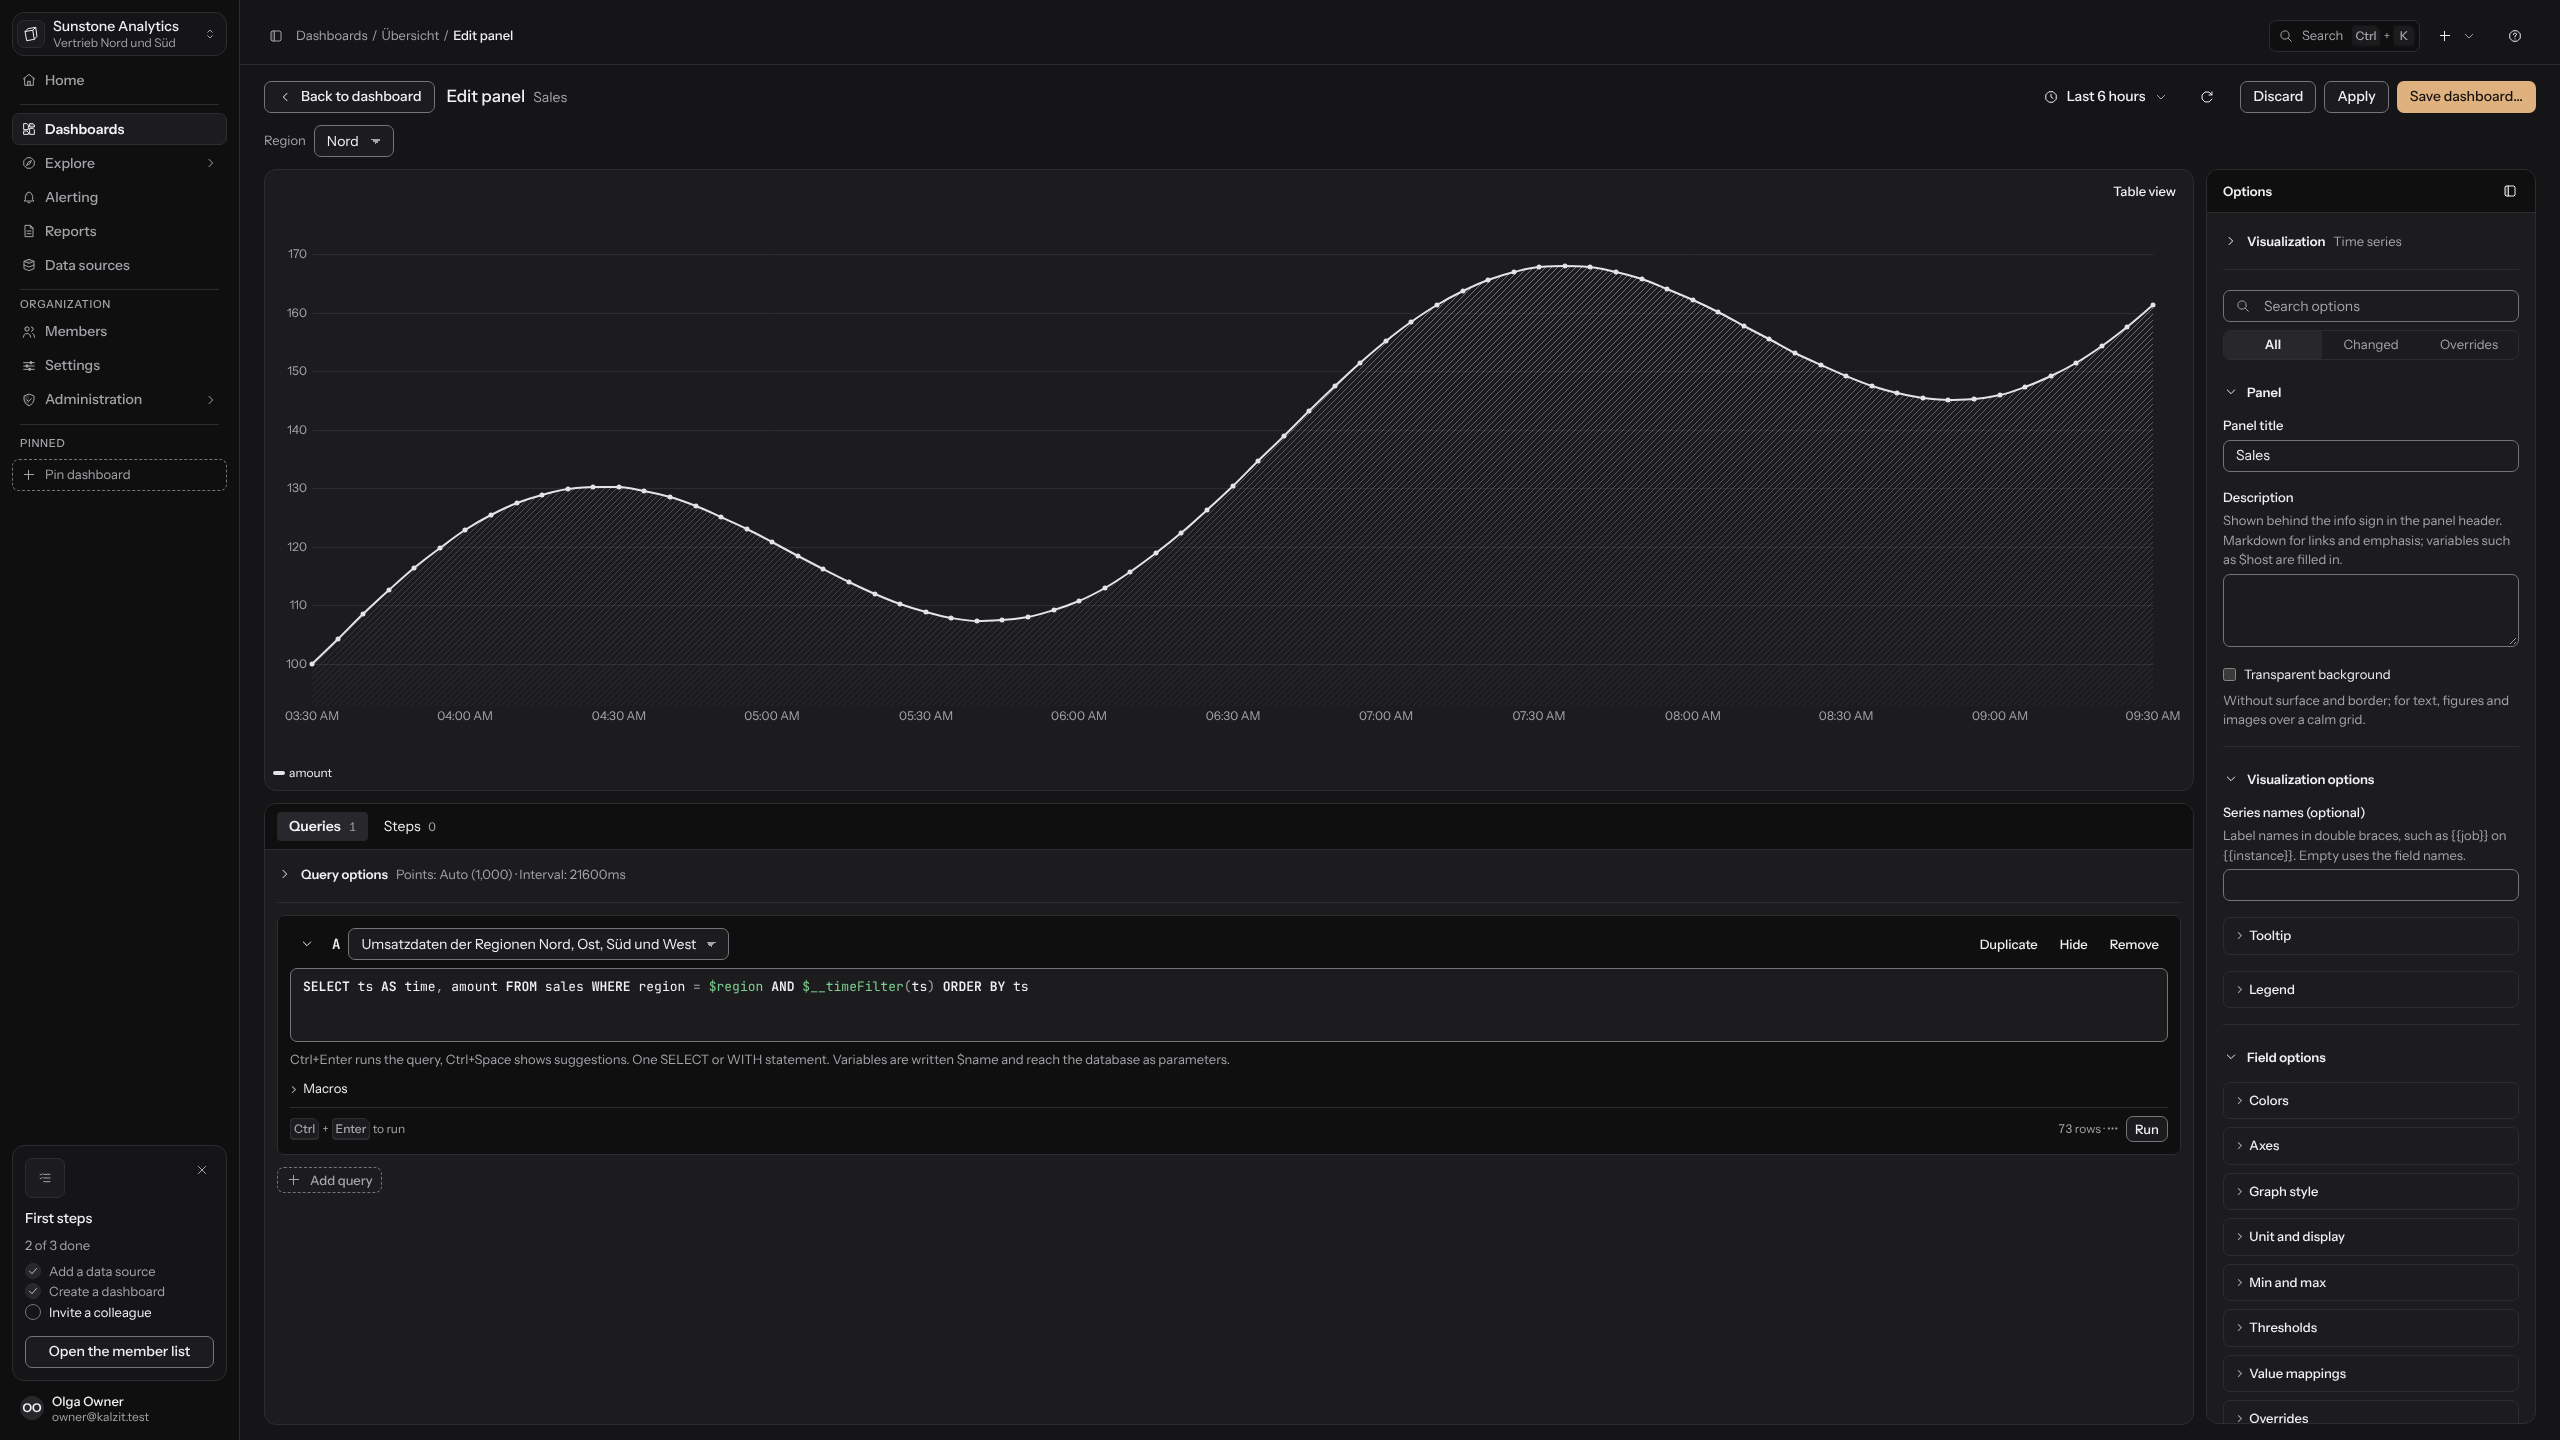 Sunstone Analytics
Vertrieb Nord und Süd
Home
Dashboards
Explore
Alerting
Reports
Data sources
ORGANIZATION
Members
Settings
Administration
PINNED
Pin dashboard
First steps
2 of 3 done
Add a data source
Create a dashboard
Invite a colleague
Open the member list
OO
Olga Owner
owner@kalzit.test
Dashboards / Übersicht / Edit panel
Search Ctrl + K
Back to dashboard
Edit panel Sales
Last 6 hours
Discard
Apply
Save dashboard...
Region Nord
Table view
170
160
150
140
130
120
110
100
03:30 AM 04:00 AM 04:30 AM 05:00 AM 05:30 AM 06:00 AM 06:30 AM 07:00 AM 07:30 AM 08:00 AM 08:30 AM 09:00 AM 09:30 AM
amount
Queries 1 Steps 0
Query options Points: Auto (1,000) · Interval: 21600ms
A Umsatzdaten der Regionen Nord, Ost, Süd und West
Duplicate Hide Remove
SELECT ts AS time, amount FROM sales WHERE region = $region AND $__timeFilter(ts) ORDER BY ts
Ctrl+Enter runs the query, Ctrl+Space shows suggestions. One SELECT or WITH statement. Variables are written $name and reach the database as parameters.
Macros
Ctrl + Enter to run
73 rows · ··· Run
Add query
Options
Visualization Time series
Search options
All Changed Overrides
Panel
Panel title
Sales
Description
Shown behind the info sign in the panel header.
Markdown for links and emphasis; variables such
as $host are filled in.
Transparent background
Without surface and border; for text, figures and
images over a calm grid.
Visualization options
Series names (optional)
Label names in double braces, such as {{job}} on
{{instance}}. Empty uses the field names.
Tooltip
Legend
Field options
Colors
Axes
Graph style
Unit and display
Min and max
Thresholds
Value mappings
Overrides